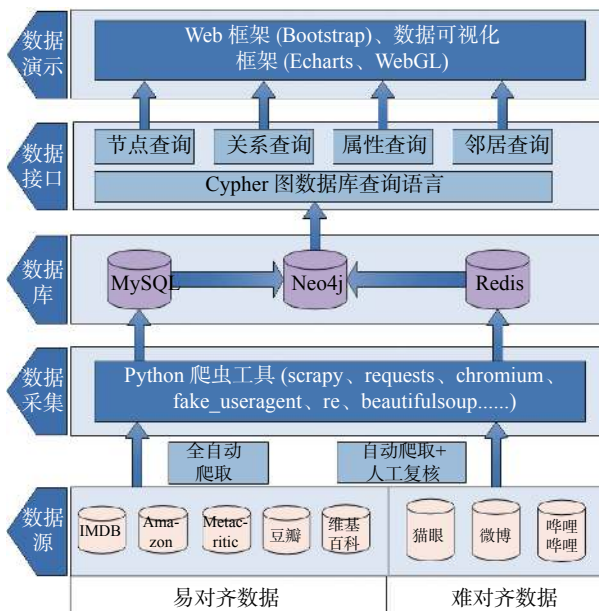 数据
演示
Web 框架 (Bootstrap)、数据可视化
框架 (Echarts、WebGL)
数据
接口
节点查询
关系查询
属性查询
邻居查询
Cypher 图数据库查询语言
数据
库
MySQL
Neo4j
Redis
数据
采集
Python 爬虫工具 (scrapy、requests、chromium、
fake_useragent、re、beautifulsoup......)
全自动
爬取
自动爬取+
人工复核
数据
源
IMDB
Ama-
zon
Metac-
ritic
豆瓣
维基
百科
猫眼
微博
哔哩
哔哩
易对齐数据
难对齐数据